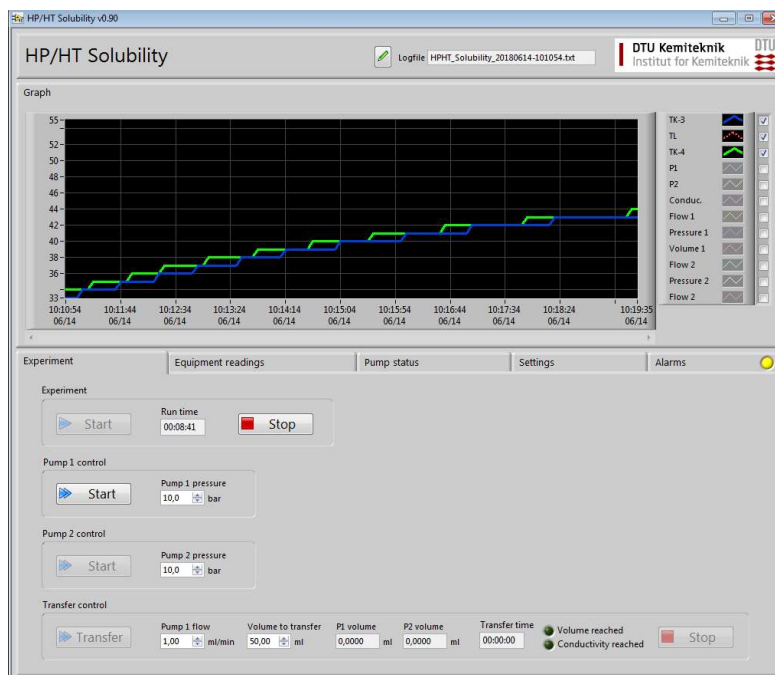 HP/HT Solubility v0.90
HP/HT Solubility
Logfile HPHT_Solubility_20180614-101054.txt
DTU Kemiteknik
Institut for Kemiteknik
DTU
Graph
55
52
50
48
46
44
42
40
38
36
33
10:10:54 10:11:44 10:12:34 10:13:24 10:14:14 10:15:04 10:15:54 10:16:44 10:17:34 10:18:24 10:19:35
06/14 06/14 06/14 06/14 06/14 06/14 06/14 06/14 06/14 06/14 06/14
TK-3
TL
TK-4
P1
P2
Conduc.
Flow 1
Pressure 1
Volume 1
Flow 2
Pressure 2
Flow 2
Experiment Equipment readings Pump status Settings Alarms
Experiment
Start
Run time
00:08:41
Stop
Pump 1 control
Start
Pump 1 pressure
10,0 bar
Pump 2 control
Start
Pump 2 pressure
10,0 bar
Transfer control
Transfer
Pump 1 flow
1,00 ml/min
Volume to transfer
50,00 ml
P1 volume
0,0000 ml
P2 volume
0,0000 ml
Transfer time
00:00:00
Volume reached
Conductivity reached
Stop